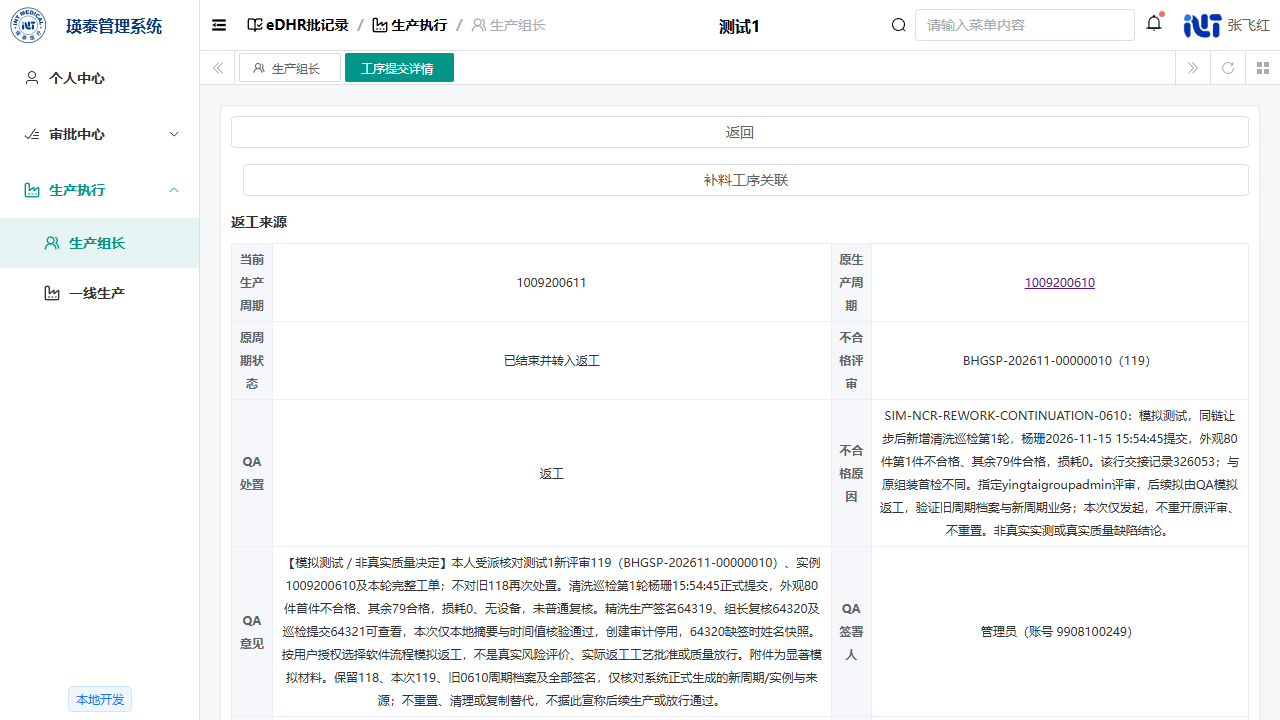 瑛泰管理系统
eDHR批记录 / 生产执行 / 生产组长
测试1
请输入菜单内容
张飞红
个人中心
审批中心
生产执行
生产组长
一线生产
本地开发
生产组长
工序提交详情
返回
补料工序关联
返工来源
当前
生产
周期
1009200611
原生
产周
期
1009200610
原周
期状
态
已结束并转入返工
不合
格评
审
BHGSP-202611-00000010（119）
QA
处置
返工
不合
格原
因
SIM-NCR-REWORK-CONTINUATION-0610：模拟测试，同链让
步后新增清洗巡检第1轮，杨珊2026-11-15 15:54:45提交，外观80
件第1件不合格、其余79件合格，损耗0。该行交接记录326053；与
原组装首检不同。指定yingtaigroupadmin评审，后续拟由QA模拟
返工，验证旧周期档案与新周期业务；本次仅发起，不重开原评审、
不重置。非真实实测或真实质量缺陷结论。
QA
意见
【模拟测试 / 非真实质量决定】本人受派核对测试1新评审119（BHGSP-202611-00000010）、实例
1009200610及本轮完整工单；不对旧118再次处置。清洗巡检第1轮杨珊15:54:45正式提交，外观80
件首件不合格、其余79合格，损耗0、无设备，未普通复核。精洗生产签名64319、组长复核64320及
巡检提交64321可查看，本次仅本地摘要与时间值核验通过，创建审计停用，64320缺签时姓名快照。
按用户授权选择软件流程模拟返工，不是真实风险评价、实际返工工艺批准或质量放行。附件为显著模
拟材料。保留118、本次119、旧0610周期档案及全部签名，仅核对系统正式生成的新周期/实例与来
源；不重置、清理或复制替代，不据此宣称后续生产或放行通过。
QA
签署
人
管理员（账号 9908100249）